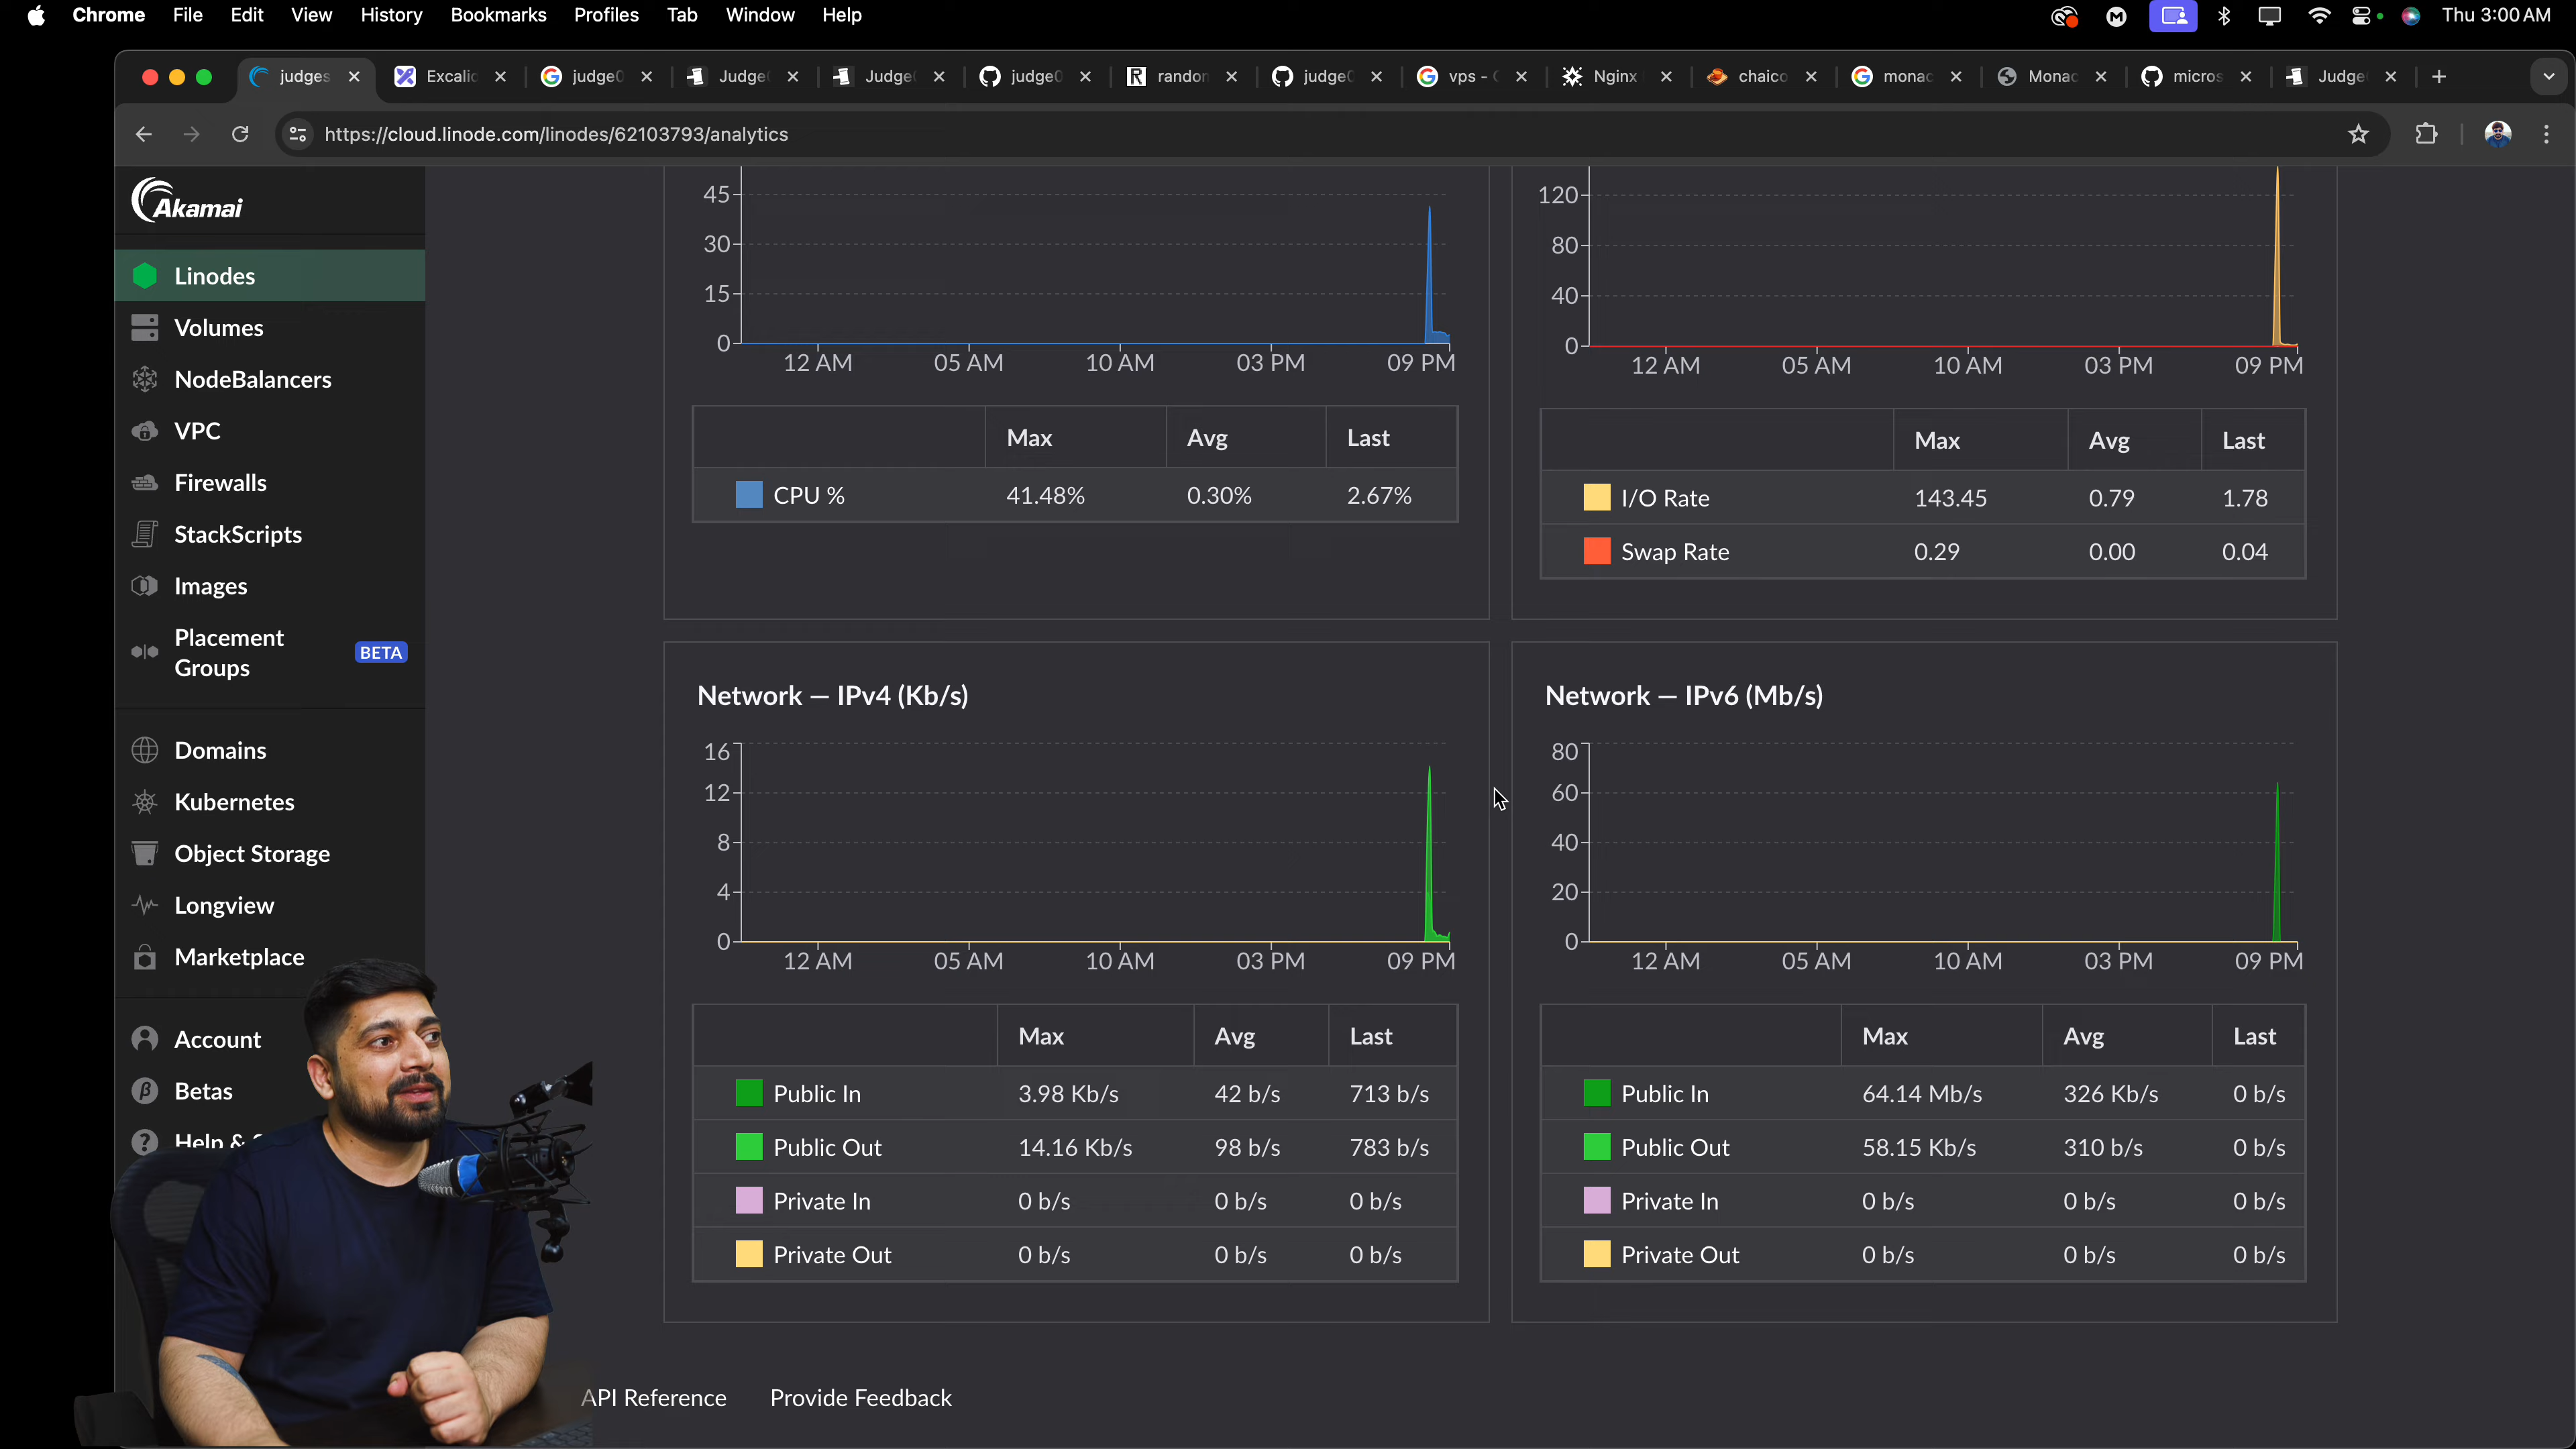 Chrome File Edit View History Bookmarks Profiles Tab Window Help Thu 3:00 AM
judges Excalid judge0 Judge Judge judge0 randon judge0 vps - Nginx chaico monac Monac micros Judge
https://cloud.linode.com/linodes/62103793/analytics
Akamai
Linodes
Volumes
NodeBalancers
VPC
Firewalls
StackScripts
Images
Placement
Groups
BETA
Domains
Kubernetes
Object Storage
Longview
Marketplace
Account
Betas
Help &
45
30
15
0
12 AM 05 AM 10 AM 03 PM 09 PM
Max Avg Last
CPU % 41.48% 0.30% 2.67%
120
80
40
0
12 AM 05 AM 10 AM 03 PM 09 PM
Max Avg Last
I/O Rate 143.45 0.79 1.78
Swap Rate 0.29 0.00 0.04
Network — IPv4 (Kb/s)
16
12
8
4
0
12 AM 05 AM 10 AM 03 PM 09 PM
Max Avg Last
Public In 3.98 Kb/s 42 b/s 713 b/s
Public Out 14.16 Kb/s 98 b/s 783 b/s
Private In 0 b/s 0 b/s 0 b/s
Private Out 0 b/s 0 b/s 0 b/s
Network — IPv6 (Mb/s)
80
60
40
20
0
12 AM 05 AM 10 AM 03 PM 09 PM
Max Avg Last
Public In 64.14 Mb/s 326 Kb/s 0 b/s
Public Out 58.15 Kb/s 310 b/s 0 b/s
Private In 0 b/s 0 b/s 0 b/s
Private Out 0 b/s 0 b/s 0 b/s
API Reference Provide Feedback